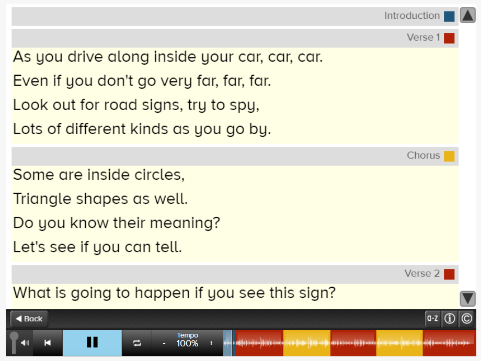 Introduction
Verse 1
As you drive along inside your car, car, car.
Even if you don't go very far, far, far.
Look out for road signs, try to spy,
Lots of different kinds as you go by.
Chorus
Some are inside circles,
Triangle shapes as well.
Do you know their meaning?
Let's see if you can tell.
Verse 2
What is going to happen if you see this sign?
Back
0-Z
Tempo
- 100% +